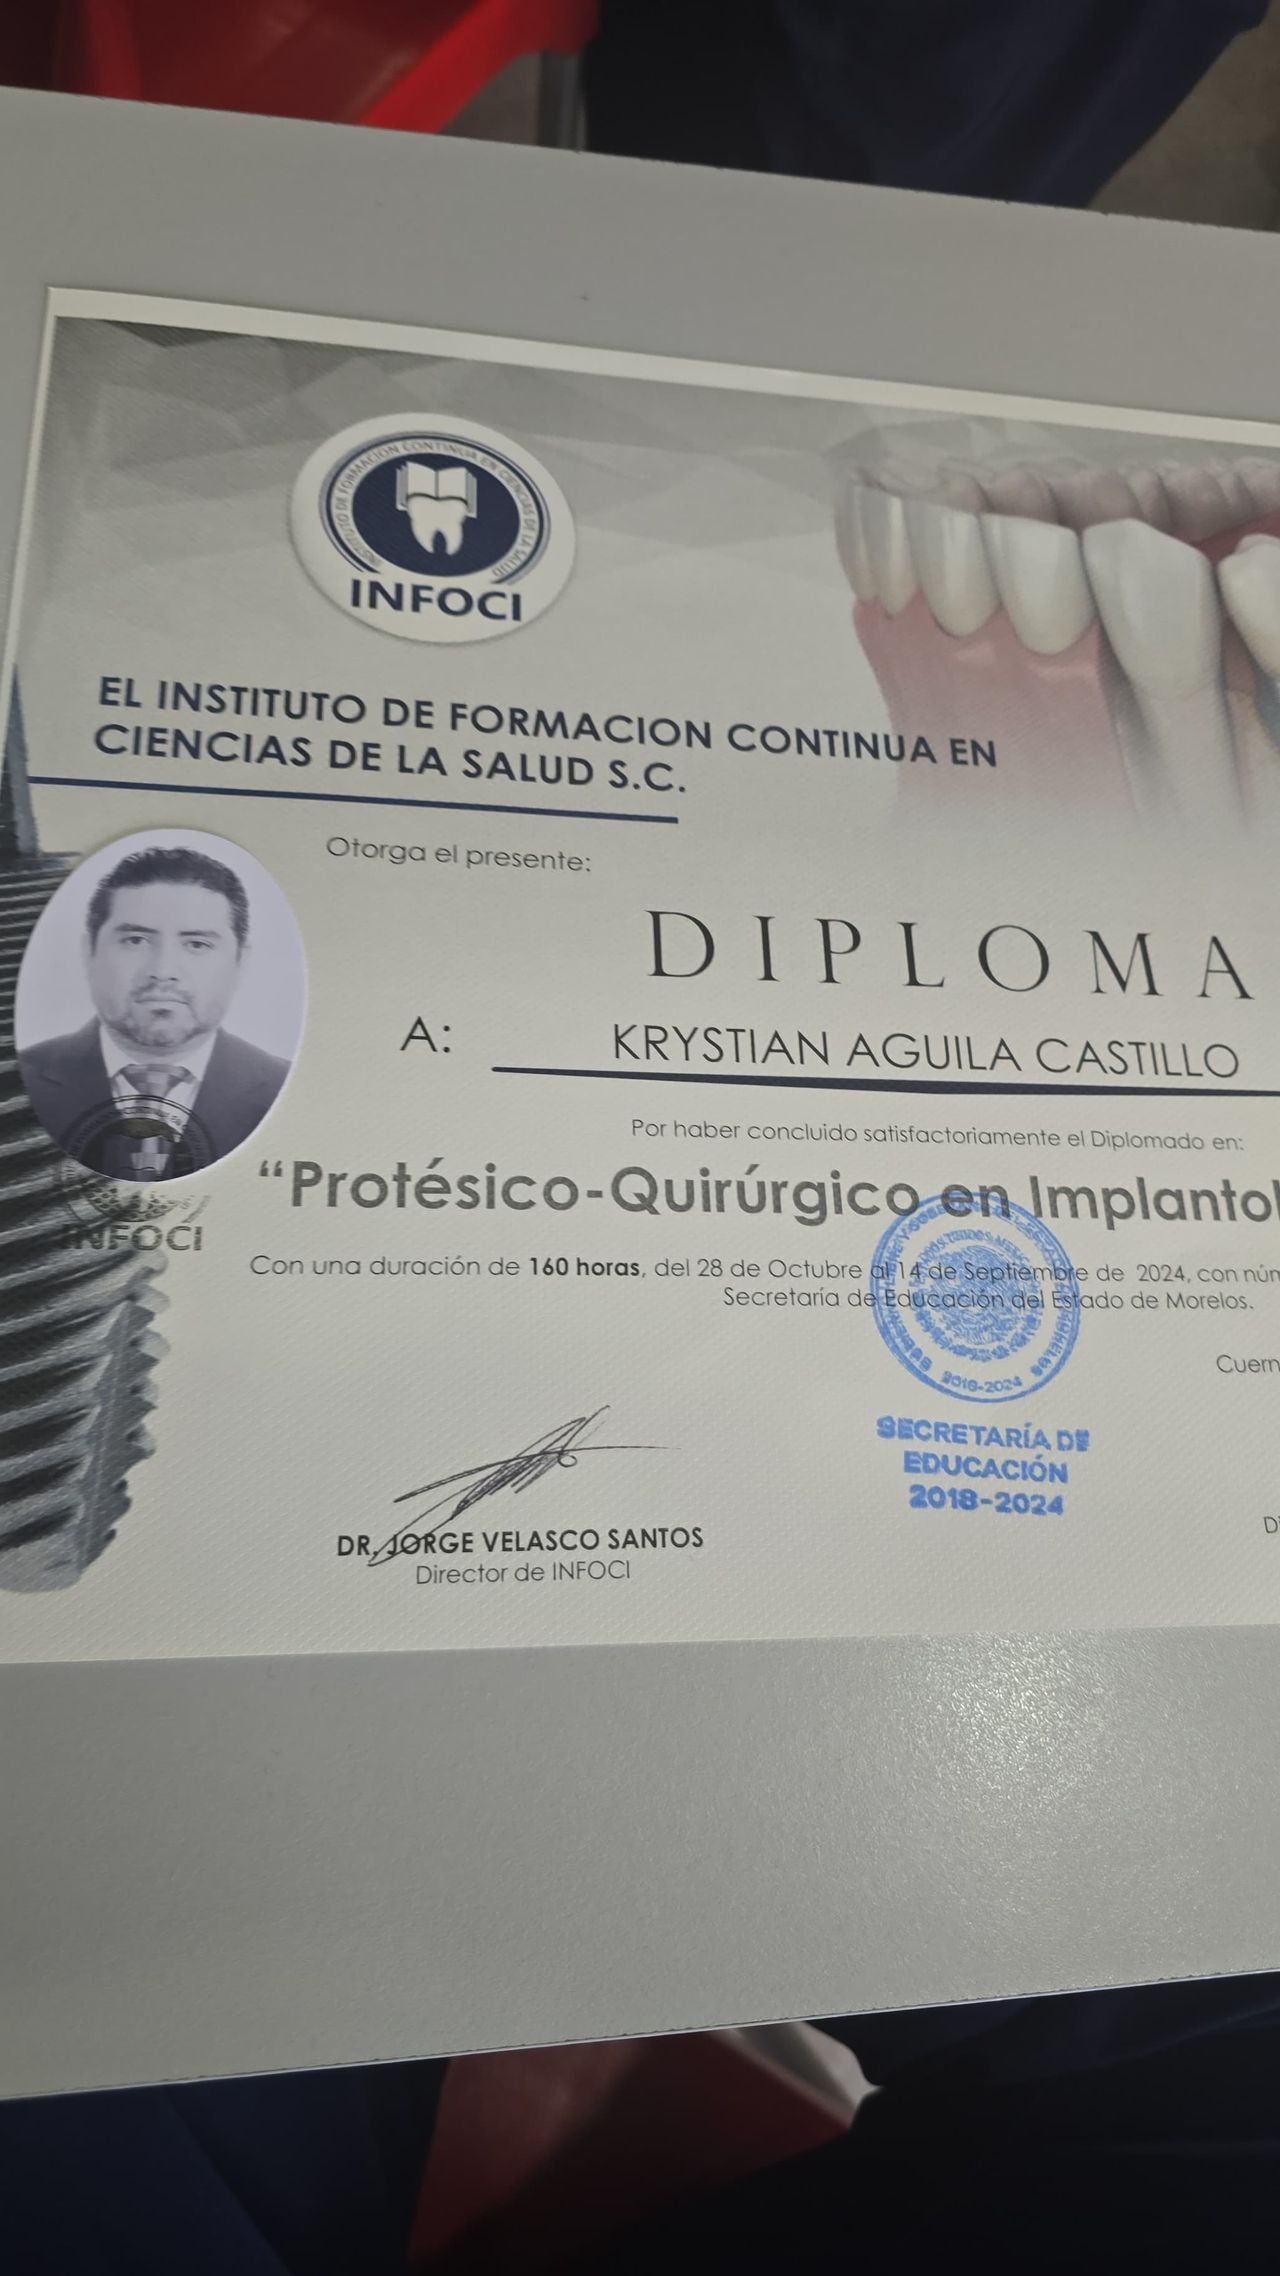 INSTITUTO DE FORMACION CONTINUA EN CIENCIAS DE LA SALUD
INFOCI
EL INSTITUTO DE FORMACION CONTINUA EN
CIENCIAS DE LA SALUD S.C.
Otorga el presente:
DIPLOMA
A: KRYSTIAN AGUILA CASTILLO
Por haber concluido satisfactoriamente el Diplomado en:
“Protésico-Quirúrgico en Implantol
INFOCI
Con una duración de 160 horas, del 28 de Octubre al 14 de Septiembre de 2024, con núm
Secretaría de Educación del Estado de Morelos.
2018-2024
Cuern
SECRETARÍA DE
EDUCACIÓN
2018-2024
DR. JORGE VELASCO SANTOS
Director de INFOCI